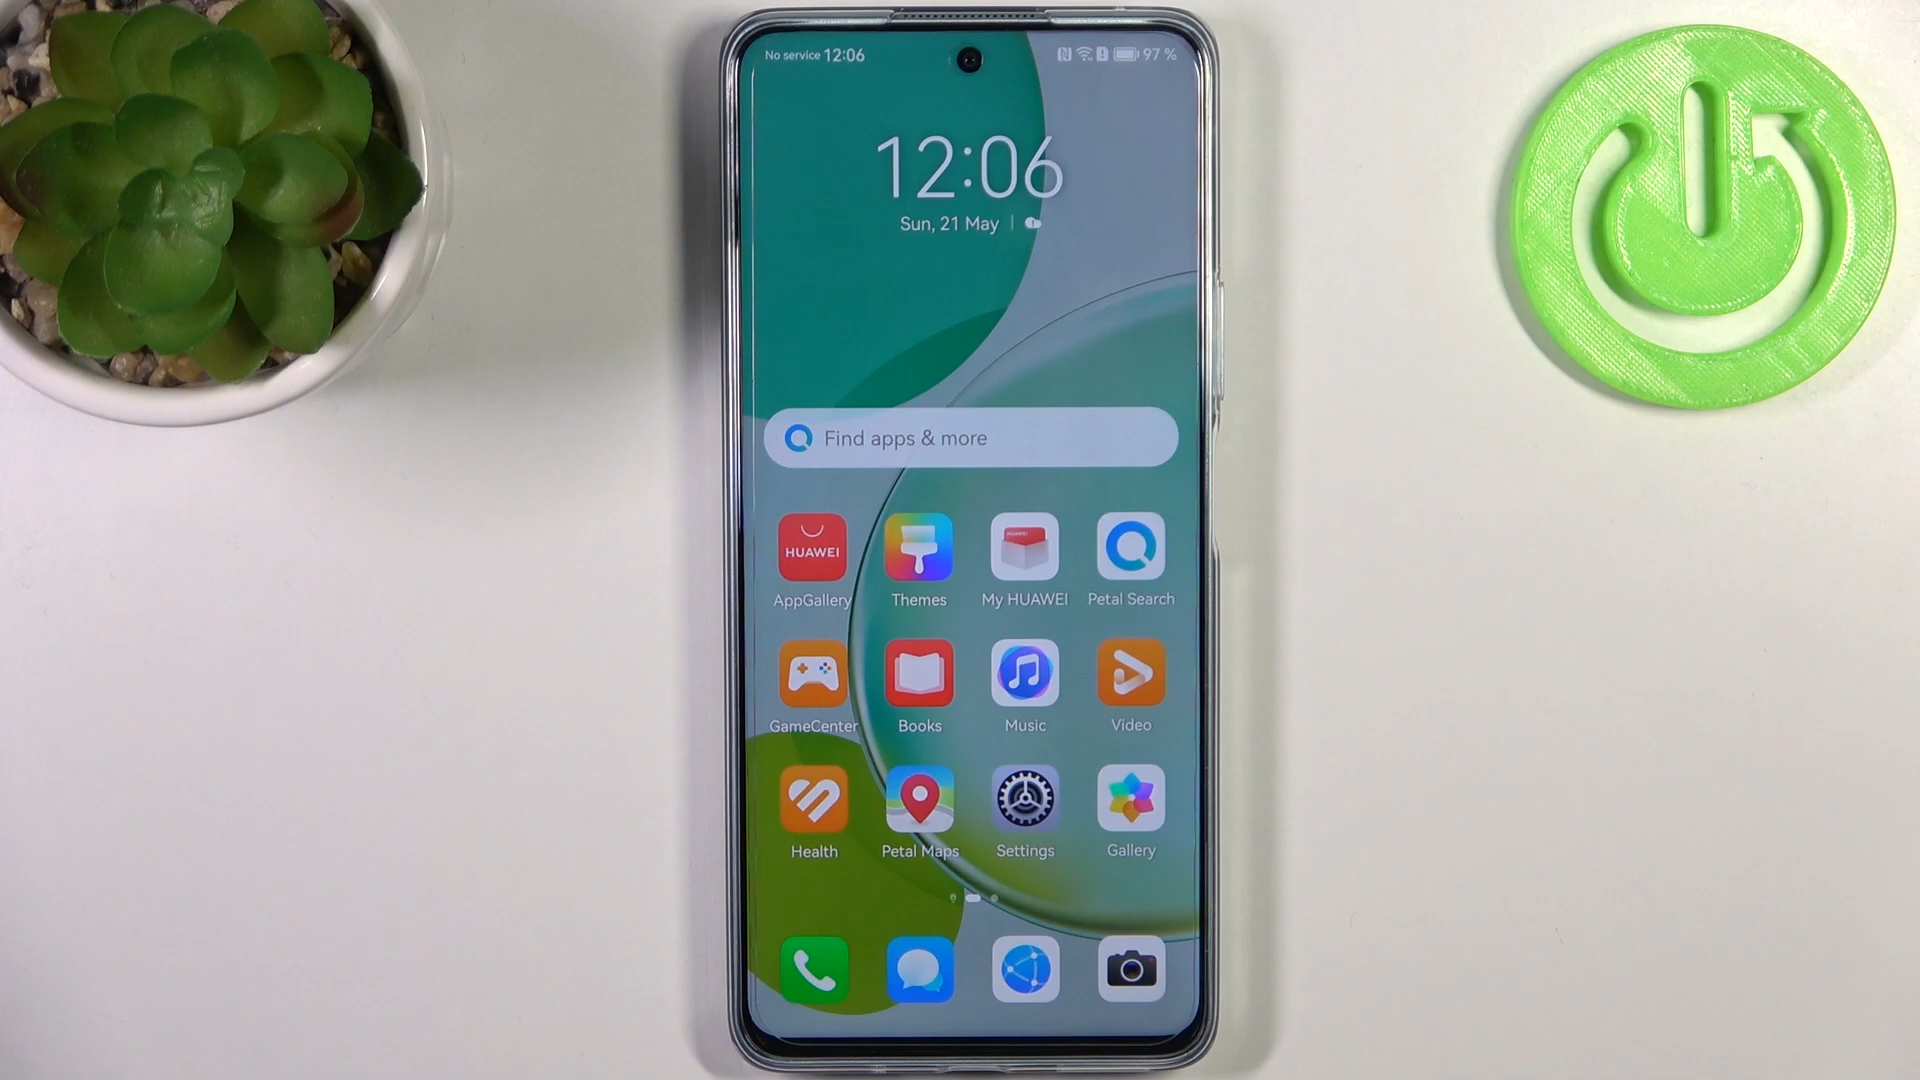 No service 12:06
97 %
12:06
Sun, 21 May
Find apps & more
HUAWEI
HUAWEI
AppGallery
Themes
My HUAWEI
Petal Search
GameCenter
Books
Music
Video
Health
Petal Maps
Settings
Gallery